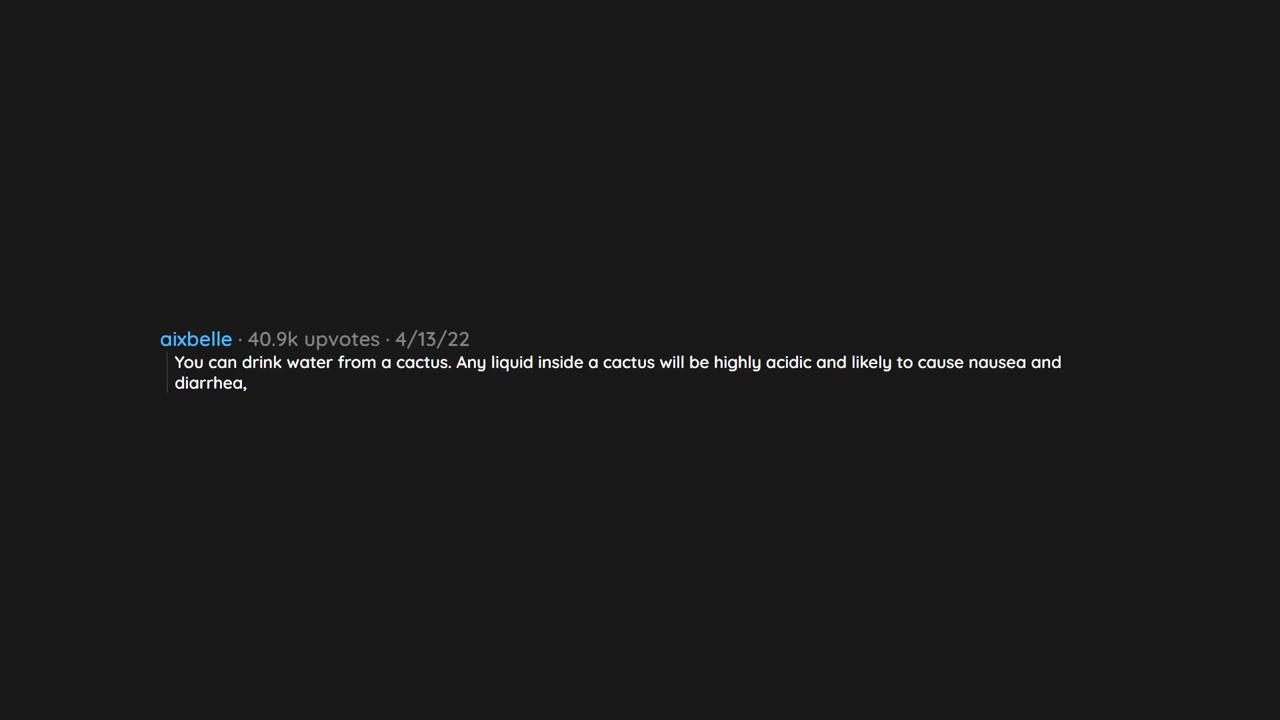 aixbelle · 40.9k upvotes · 4/13/22
You can drink water from a cactus. Any liquid inside a cactus will be highly acidic and likely to cause nausea and
diarrhea,